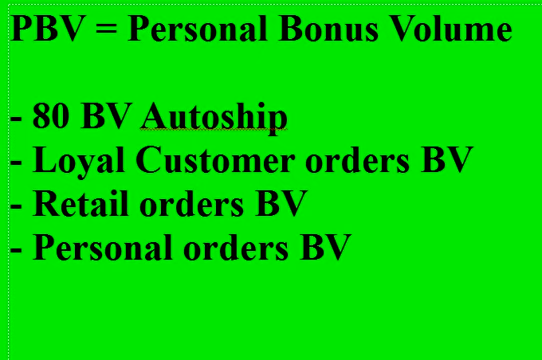 PBV = Personal Bonus Volume
- 80 BV Autoship
- Loyal Customer orders BV
- Retail orders BV
- Personal orders BV